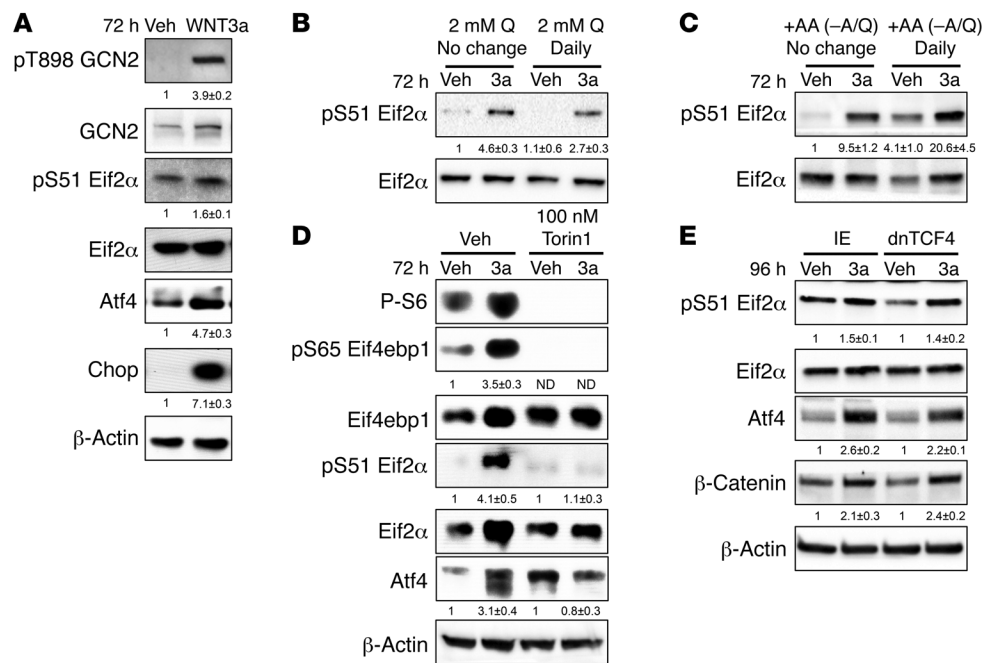 A
72 h Veh WNT3a
pT898 GCN2
1 3.9±0.2
GCN2
pS51 Eif2α
1 1.6±0.1
Eif2α
Atf4
1 4.7±0.3
Chop
1 7.1±0.3
β-Actin
B
2 mM Q 2 mM Q
No change Daily
72 h Veh 3a Veh 3a
pS51 Eif2α
1 4.6±0.3 1.1±0.6 2.7±0.3
Eif2α
C
+AA (–A/Q) +AA (–A/Q)
No change Daily
72 h Veh 3a Veh 3a
pS51 Eif2α
1 9.5±1.2 4.1±1.0 20.6±4.5
Eif2α
D
100 nM
Veh Torin1
72 h Veh 3a Veh 3a
P-S6
pS65 Eif4ebp1
1 3.5±0.3 ND ND
Eif4ebp1
pS51 Eif2α
1 4.1±0.5 1 1.1±0.3
Eif2α
Atf4
1 3.1±0.4 1 0.8±0.3
β-Actin
E
IE dnTCF4
96 h Veh 3a Veh 3a
pS51 Eif2α
1 1.5±0.1 1 1.4±0.2
Eif2α
Atf4
1 2.6±0.2 1 2.2±0.1
β-Catenin
1 2.1±0.3 1 2.4±0.2
β-Actin